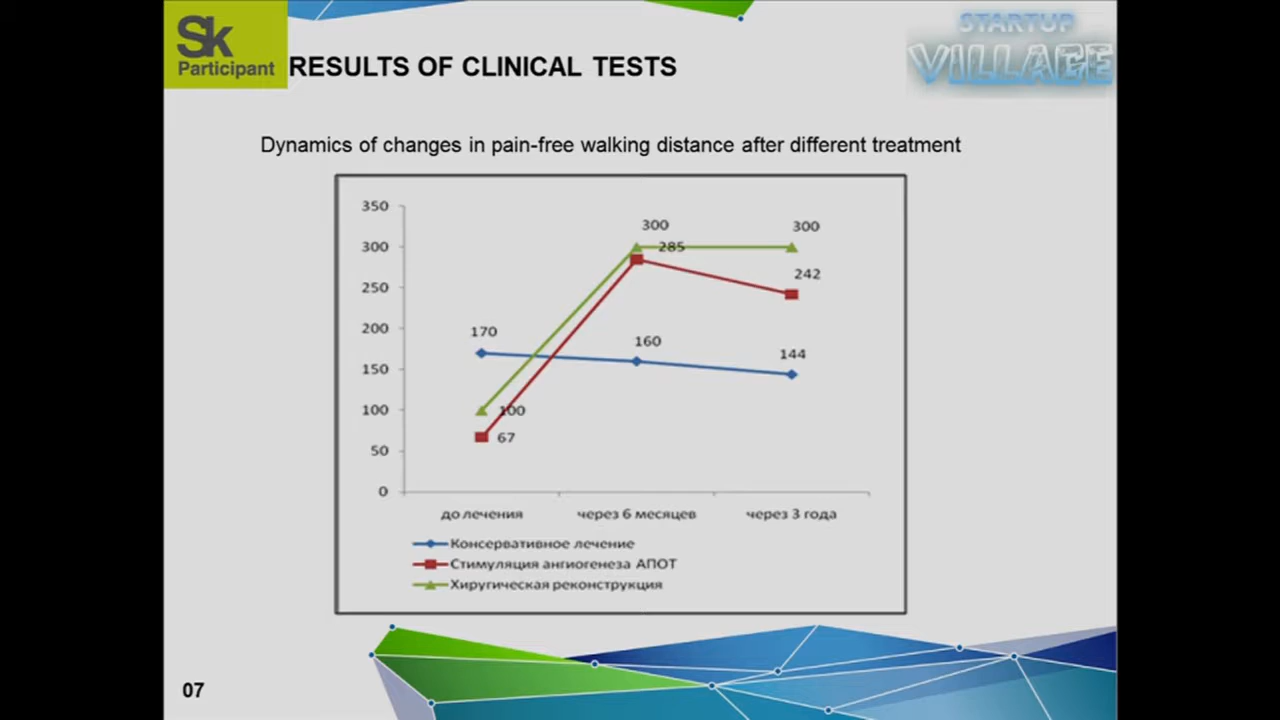 Sk
Participant
STARTUP
VILLAGE
RESULTS OF CLINICAL TESTS
Dynamics of changes in pain-free walking distance after different treatment
350
300
250
200
150
100
50
0
170
160
144
67
285
242
100
300
300
до лечения
через 6 месяцев
через 3 года
Консервативное лечение
Стимуляция ангиогенеза АПОТ
Хиругическая реконструкция
07